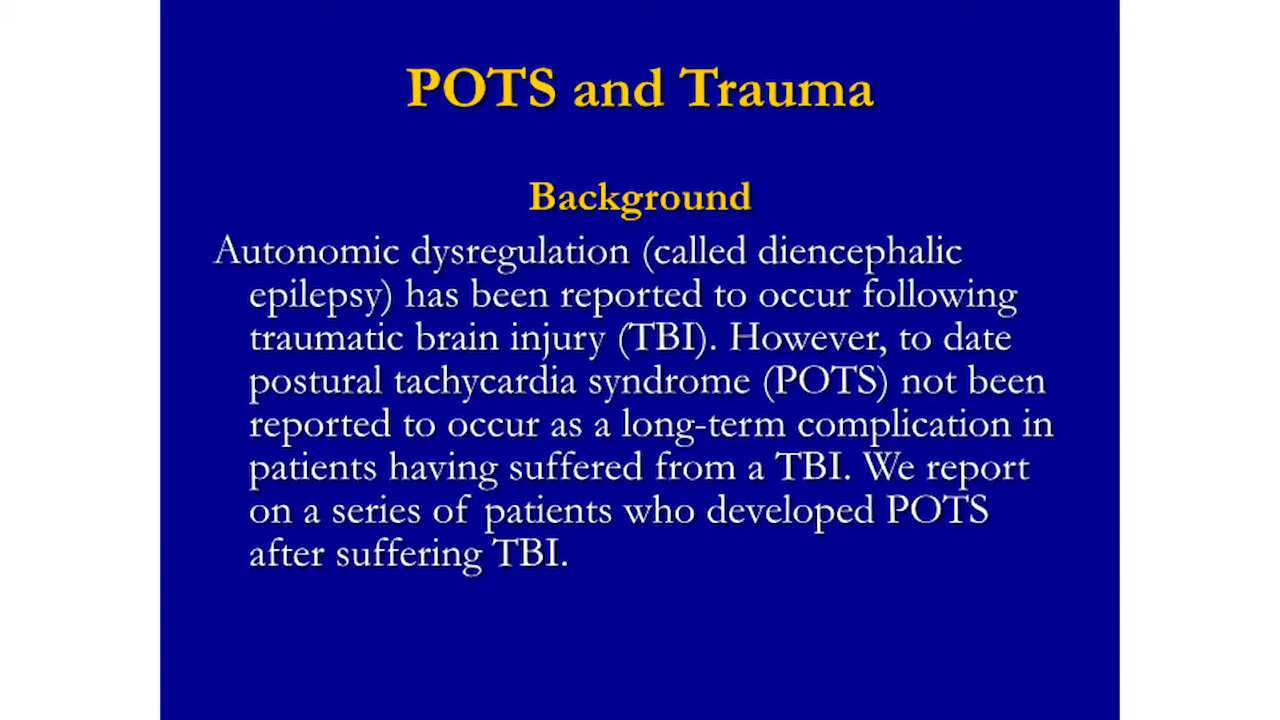 POTS and Trauma
Background
Autonomic dysregulation (called diencephalic
epilepsy) has been reported to occur following
traumatic brain injury (TBI). However, to date
postural tachycardia syndrome (POTS) not been
reported to occur as a long-term complication in
patients having suffered from a TBI. We report
on a series of patients who developed POTS
after suffering TBI.